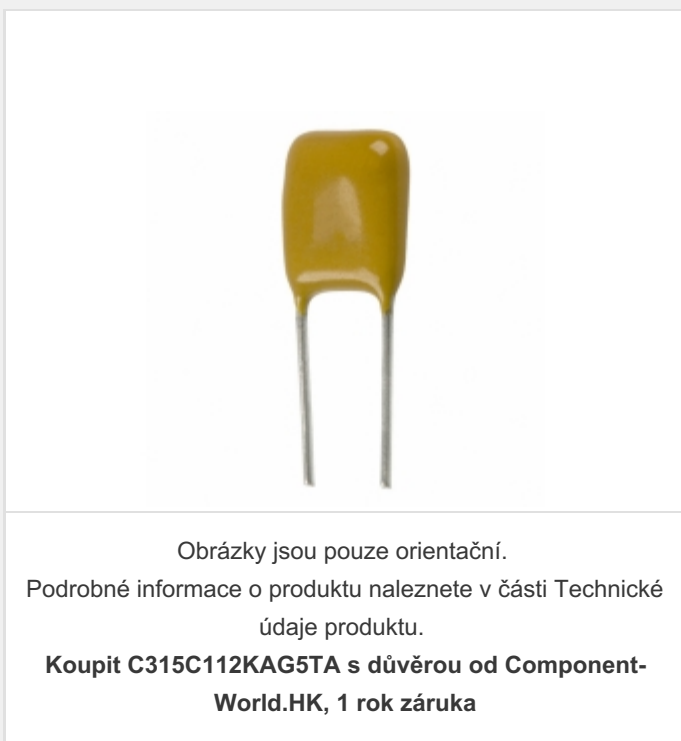 Obrázky jsou pouze orientační.
Podrobné informace o produktu naleznete v části Technické
údaje produktu.
Koupit C315C112KAG5TA s důvěrou od Component-
World.HK, 1 rok záruka